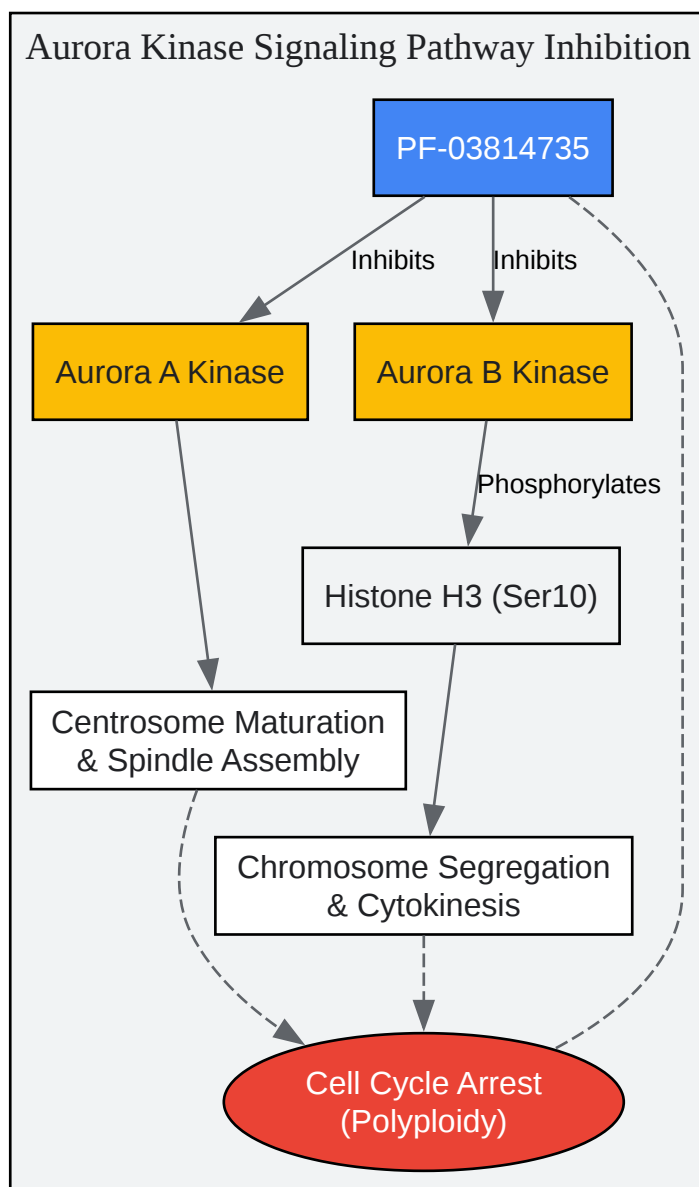 Aurora Kinase Signaling Pathway Inhibition
PF-03814735
Inhibits
Inhibits
Aurora A Kinase
Aurora B Kinase
Phosphorylates
Histone H3 (Ser10)
Centrosome Maturation
& Spindle Assembly
Chromosome Segregation
& Cytokinesis
Cell Cycle Arrest
(Polyploidy)